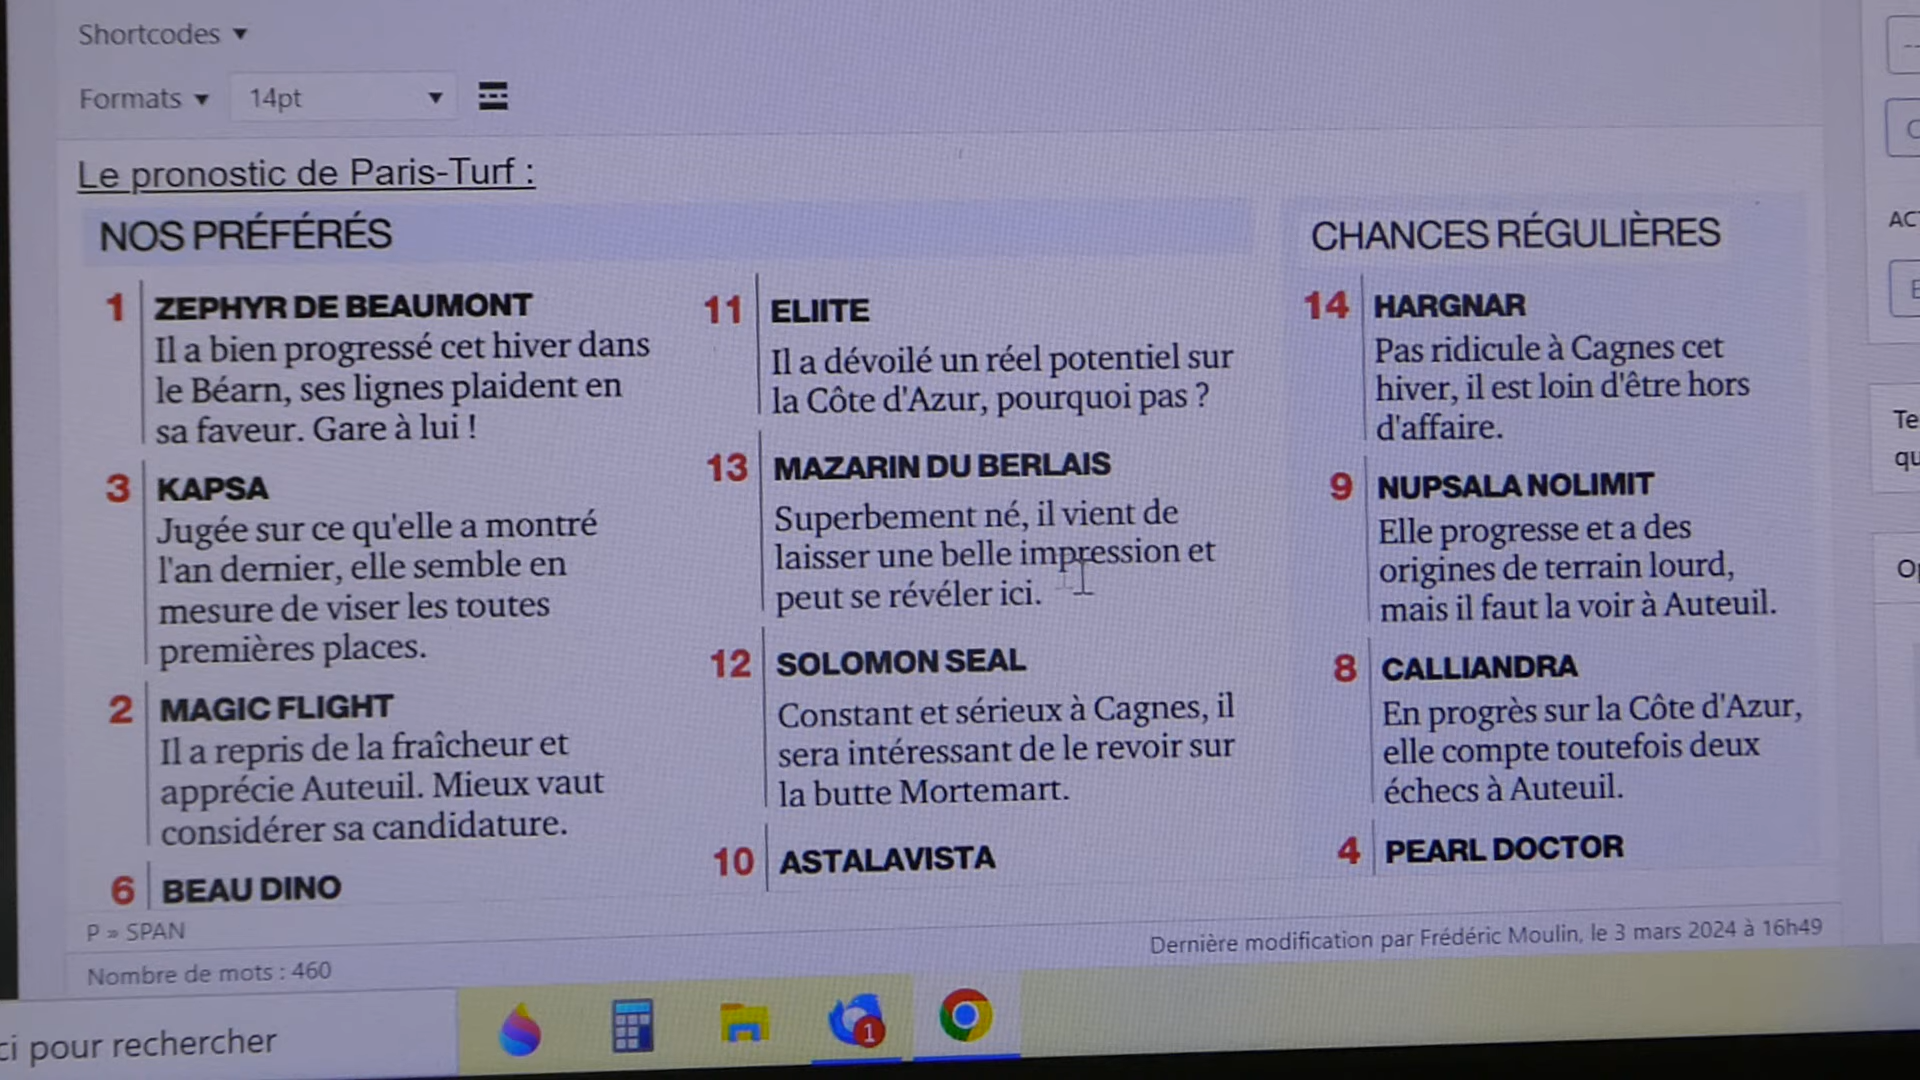 Shortcodes
Formats
14pt
Le pronostic de Paris-Turf :
NOS PRÉFÉRÉS
1 ZEPHYR DE BEAUMONT
Il a bien progressé cet hiver dans
le Béarn, ses lignes plaident en
sa faveur. Gare à lui !
3 KAPSA
Jugée sur ce qu'elle a montré
l'an dernier, elle semble en
mesure de viser les toutes
premières places.
2 MAGIC FLIGHT
Il a repris de la fraîcheur et
apprécie Auteuil. Mieux vaut
considérer sa candidature.
6 BEAU DINO
11 ELIITE
Il a dévoilé un réel potentiel sur
la Côte d'Azur, pourquoi pas ?
13 MAZARIN DU BERLAIS
Superbement né, il vient de
laisser une belle impression et
peut se révéler ici.
12 SOLOMON SEAL
Constant et sérieux à Cagnes, il
sera intéressant de le revoir sur
la butte Mortemart.
10 ASTALAVISTA
CHANCES RÉGULIÈRES
14 HARGNAR
Pas ridicule à Cagnes cet
hiver, il est loin d'être hors
d'affaire.
9 NUPSALA NOLIMIT
Elle progresse et a des
origines de terrain lourd,
mais il faut la voir à Auteuil.
8 CALLIANDRA
En progrès sur la Côte d'Azur,
elle compte toutefois deux
échecs à Auteuil.
4 PEARL DOCTOR
P » SPAN
Nombre de mots : 460
Dernière modification par Frédéric Moulin, le 3 mars 2024 à 16h49
ci pour rechercher
1